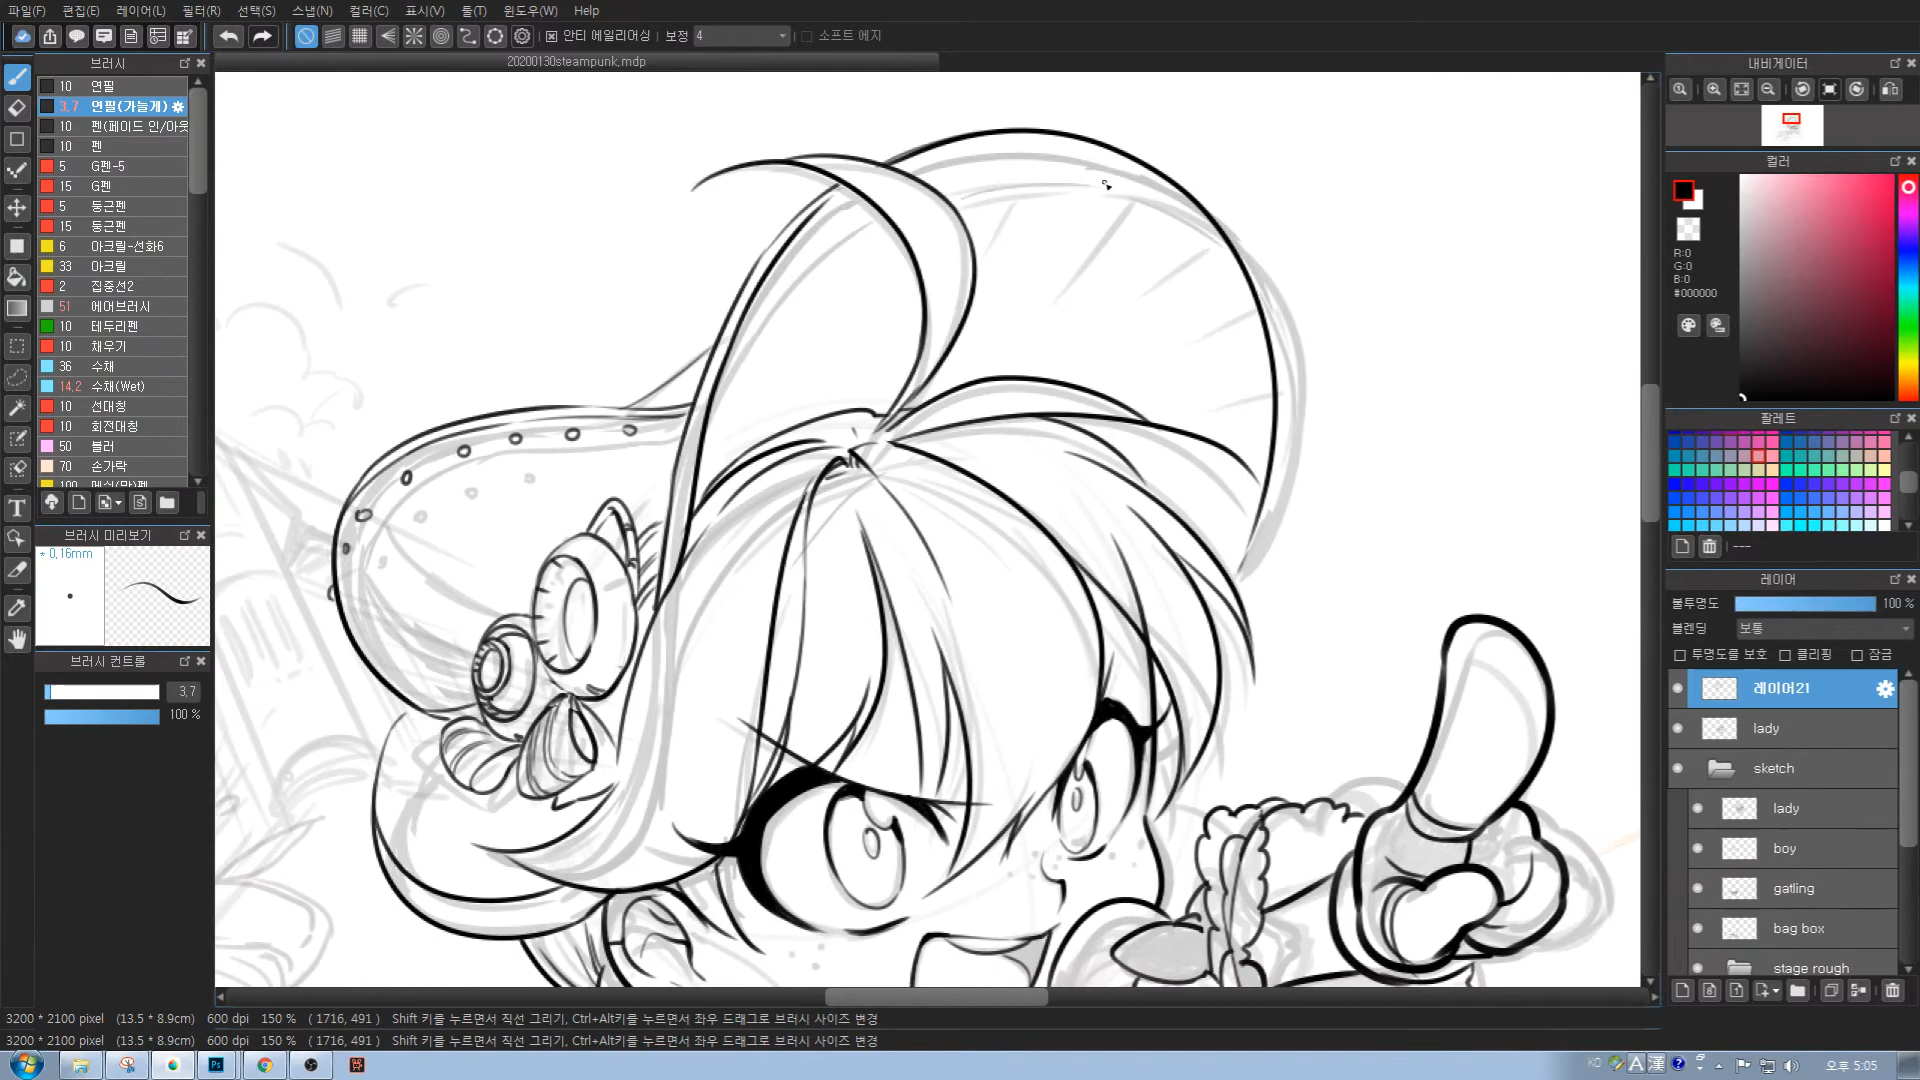 파일(F) 편집(E) 레이어(L) 필터(R) 선택(S) 스냅(N) 컬러(C) 표시(V) 툴(T) 윈도우(W) Help
안티 에일리어싱 보정 4 소프트 에지
20200130steampunk.mdp
브러시
10 연필
3.7 연필(가늘게)
10 펜(페이드 인/아웃
10 펜
5 G펜-5
15 G펜
5 둥근펜
15 둥근펜
6 아크릴-선화6
33 아크릴
2 집중선2
51 에어브러시
10 테두리펜
10 채우기
36 수채
14.2 수채(Wet)
10 선대칭
10 회전대칭
50 블러
70 손가락
브러시 미리보기
* 0.16mm
브러시 컨트롤
3.7
100 %
내비게이터
컬러
R:0
G:0
B:0
#000000
팔레트
---
레이어
불투명도 100 %
블렌딩 보통
투명도를 보호 클리핑 잠금
레이어21
lady
sketch
lady
boy
gatling
bag box
stage rough
3200 * 2100 pixel (13.5 * 8.9cm) 600 dpi 150 % ( 1716, 491 ) Shift 키를 누르면서 직선 그리기, Ctrl+Alt키를 누르면서 좌우 드래그로 브러시 사이즈 변경
3200 * 2100 pixel (13.5 * 8.9cm) 600 dpi 150 % ( 1716, 491 ) Shift 키를 누르면서 직선 그리기, Ctrl+Alt키를 누르면서 좌우 드래그로 브러시 사이즈 변경
Ps
KO A 漢 ? 오후 5:05